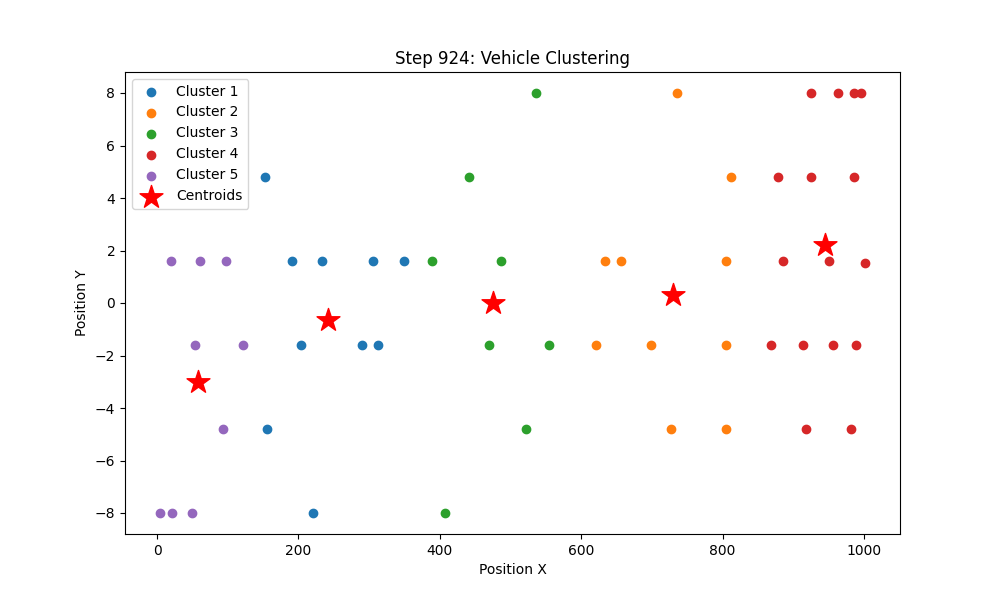 Step 924: Vehicle Clustering
Cluster 1
Cluster 2
Cluster 3
Cluster 4
Cluster 5
Centroids
8
6
4
2
0
−2
−4
−6
−8
Position Y
0 200 400 600 800 1000
Position X